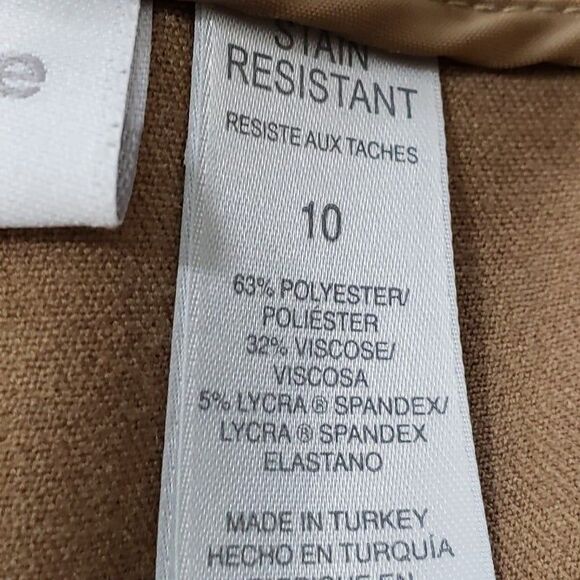 e
STAIN
RESISTANT
RESISTE AUX TACHES
10
63% POLYESTER/
POLIÉSTER
32% VISCOSE/
VISCOSA
5% LYCRA ® SPANDEX/
LYCRA ® SPANDEX
ELASTANO
MADE IN TURKEY
HECHO EN TURQUÍA